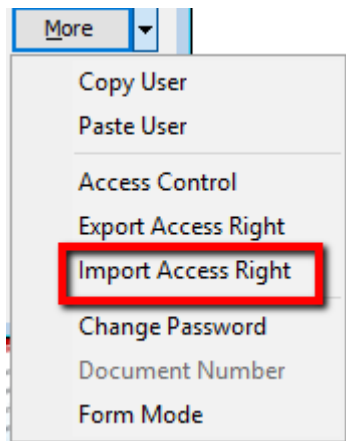 More
Copy User
Paste User
Access Control
Export Access Right
Import Access Right
Change Password
Document Number
Form Mode